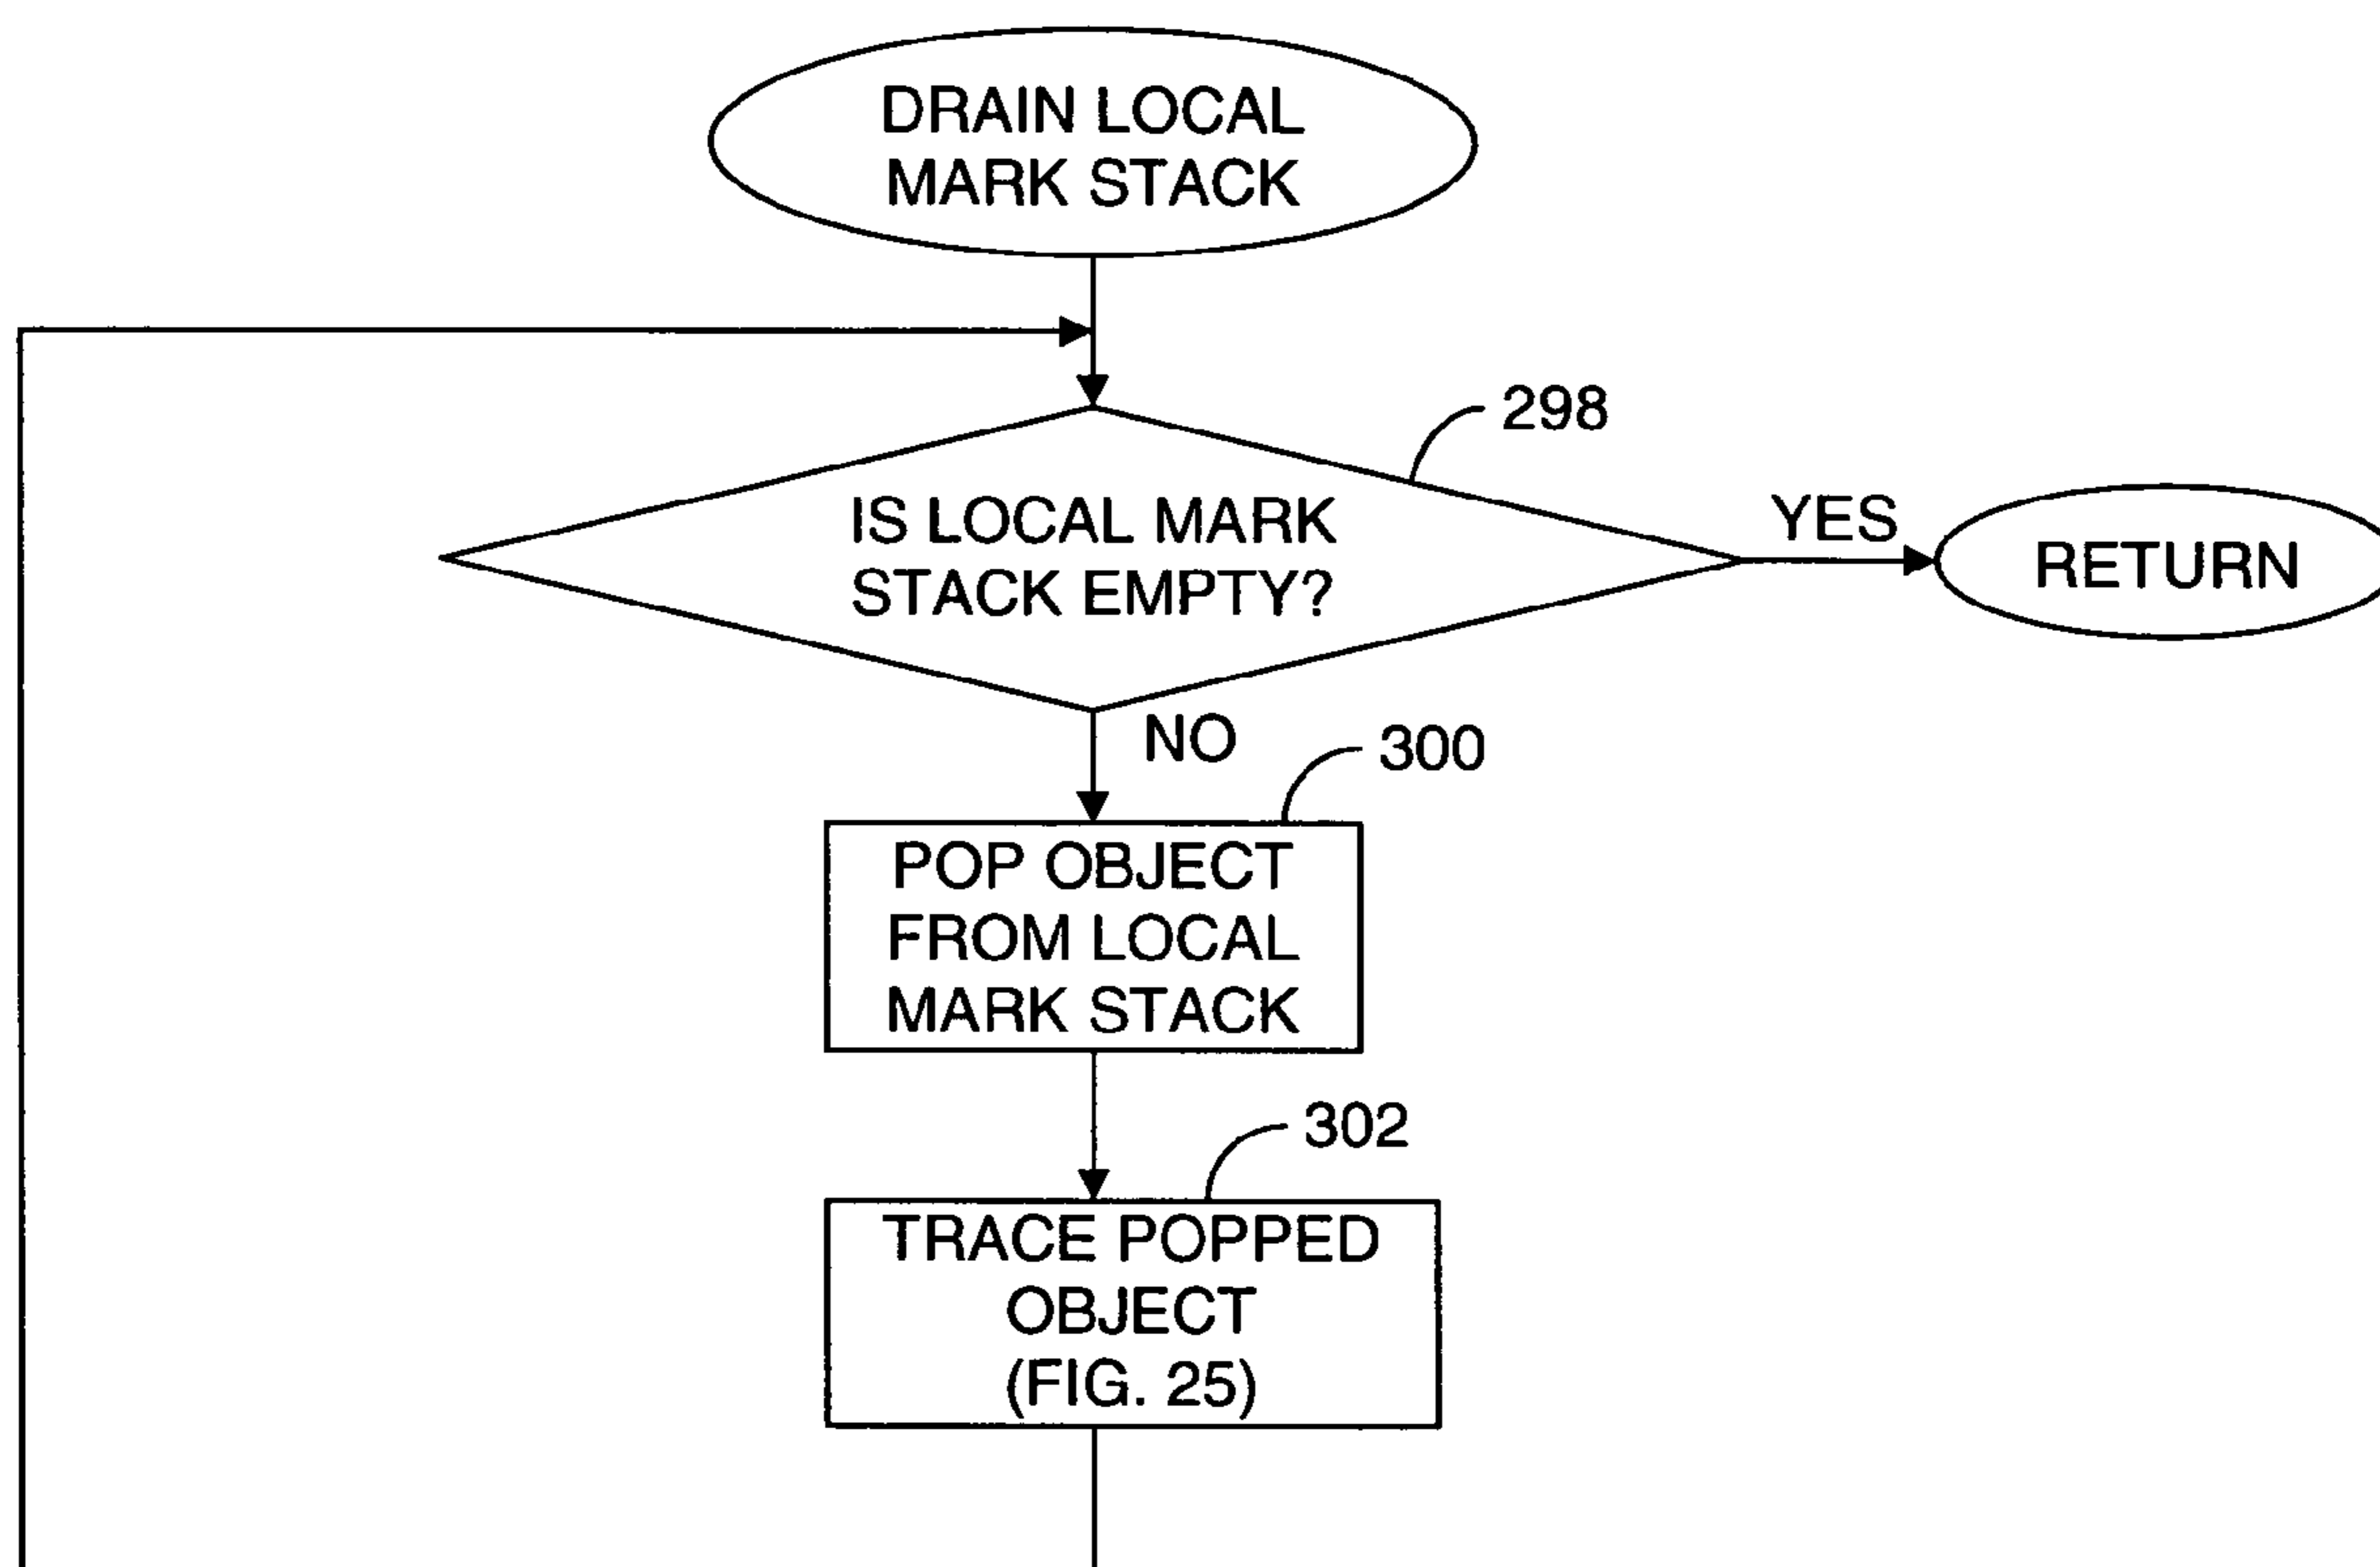 DRAIN LOCAL
MARK STACK
298
IS LOCAL MARK
STACK EMPTY?
YES
RETURN
NO
300
POP OBJECT
FROM LOCAL
MARK STACK
302
TRACE POPPED
OBJECT
(FIG. 25)